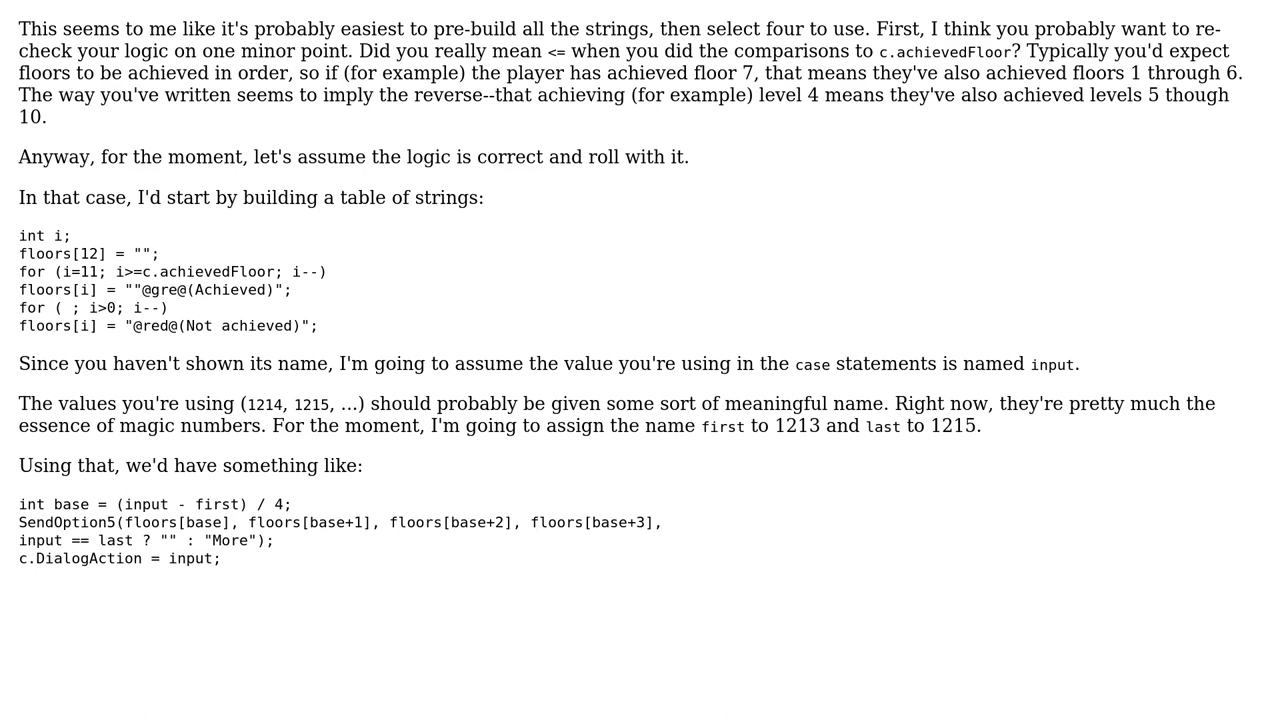 This seems to me like it's probably easiest to pre-build all the strings, then select four to use. First, I think you probably want to re-
check your logic on one minor point. Did you really mean <= when you did the comparisons to c.achievedFloor? Typically you'd expect
floors to be achieved in order, so if (for example) the player has achieved floor 7, that means they've also achieved floors 1 through 6.
The way you've written seems to imply the reverse--that achieving (for example) level 4 means they've also achieved levels 5 though
10.
Anyway, for the moment, let's assume the logic is correct and roll with it.
In that case, I'd start by building a table of strings:
int i;
floors[12] = "";
for (i=11; i>=c.achievedFloor; i--)
floors[i] = ""@gre@(Achieved)";
for ( ; i>0; i--)
floors[i] = "@red@(Not achieved)";
Since you haven't shown its name, I'm going to assume the value you're using in the case statements is named input.
The values you're using (1214, 1215, ...) should probably be given some sort of meaningful name. Right now, they're pretty much the
essence of magic numbers. For the moment, I'm going to assign the name first to 1213 and last to 1215.
Using that, we'd have something like:
int base = (input - first) / 4;
SendOption5(floors[base], floors[base+1], floors[base+2], floors[base+3],
input == last ? "" : "More");
c.DialogAction = input;